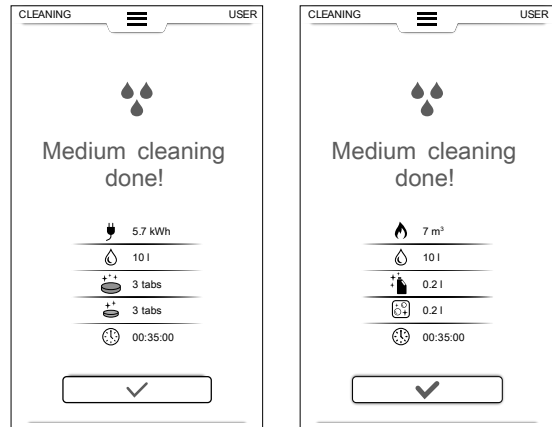 CLEANING USER
Medium cleaning
done!
5.7 kWh
10 l
3 tabs
3 tabs
00:35:00
CLEANING USER
Medium cleaning
done!
7 m³
10 l
0.2 l
0.2 l
00:35:00